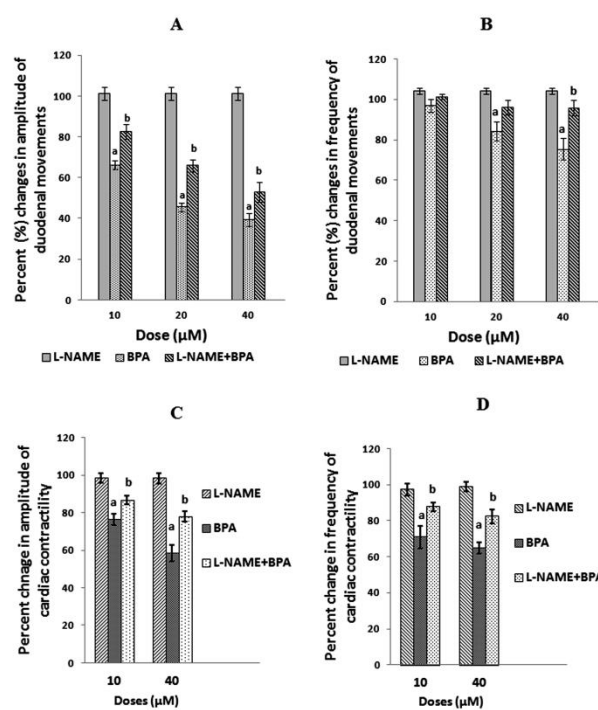 A
Percent (%) changes in amplitude of
duodenal movements
120
100
80
60
40
20
0
a
b
a
b
a
b
10
20
40
Dose (µM)
L-NAME
BPA
L-NAME+BPA
B
Percent (%) changes in frequency of
duodenal movements
120
100
80
60
40
20
0
a
a
b
10
20
40
Dose (µM)
L-NAME
BPA
L-NAME+BPA
C
Percent chnage in amplitude of
cardiac contractility
120
100
80
60
40
20
0
a
b
a
b
10
40
Doses (µM)
L-NAME
BPA
L-NAME+BPA
D
Percent change in frequency of
cardiac contractility
120
100
80
60
40
20
0
a
b
a
b
10
40
Doses (µM)
L-NAME
BPA
L-NAME+BPA